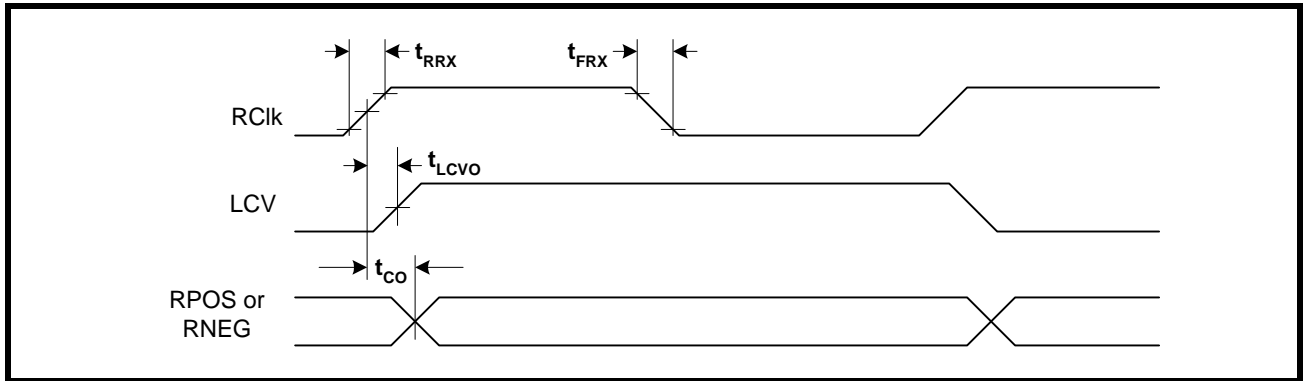 tRRX
tFRX
RClk
tLCVO
LCV
tCO
RPOS or
RNEG